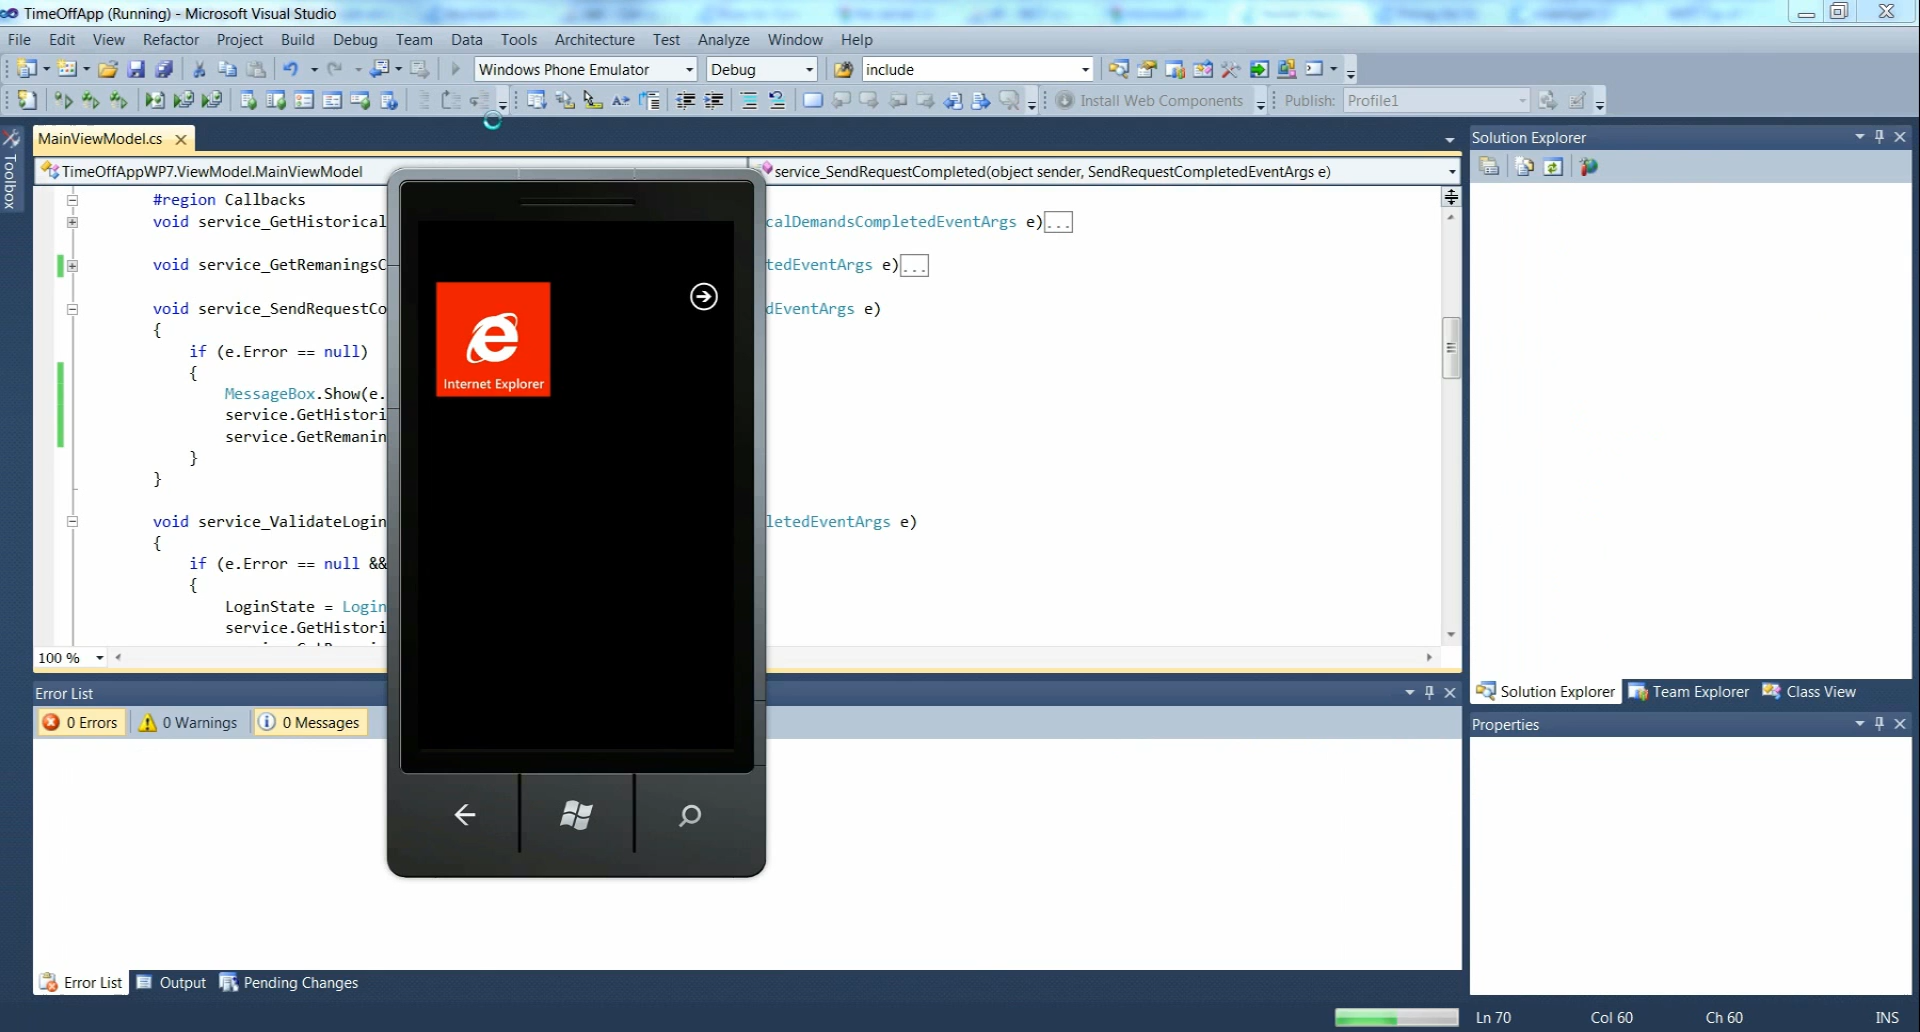 TimeOffApp (Running) - Microsoft Visual Studio
File Edit View Refactor Project Build Debug Team Data Tools Architecture Test Analyze Window Help
Windows Phone Emulator Debug include
Install Web Components Publish: Profile1
Toolbox
MainViewModel.cs
TimeOffAppWP7.ViewModel.MainViewModel service_SendRequestCompleted(object sender, SendRequestCompletedEventArgs e)
#region Callbacks
void service_GetHistorical calDemandsCompletedEventArgs e)...
void service_GetRemaningsC tedEventArgs e)...
void service_SendRequestCo dEventArgs e)
{
if (e.Error == null)
{
MessageBox.Show(e.
service.GetHistori
service.GetRemanin
}
}
void service_ValidateLogin letedEventArgs e)
{
if (e.Error == null &&
{
LoginState = Login
service.GetHistori
100 %
Internet Explorer
Error List
0 Errors 0 Warnings 0 Messages
Error List Output Pending Changes
Solution Explorer
Solution Explorer Team Explorer Class View
Properties
Ln 70 Col 60 Ch 60 INS